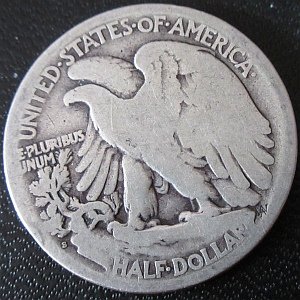 UNITED·STATES·OF·AMERICA
E·PLURIBUS
UNUM
S
HALF·DOLLAR